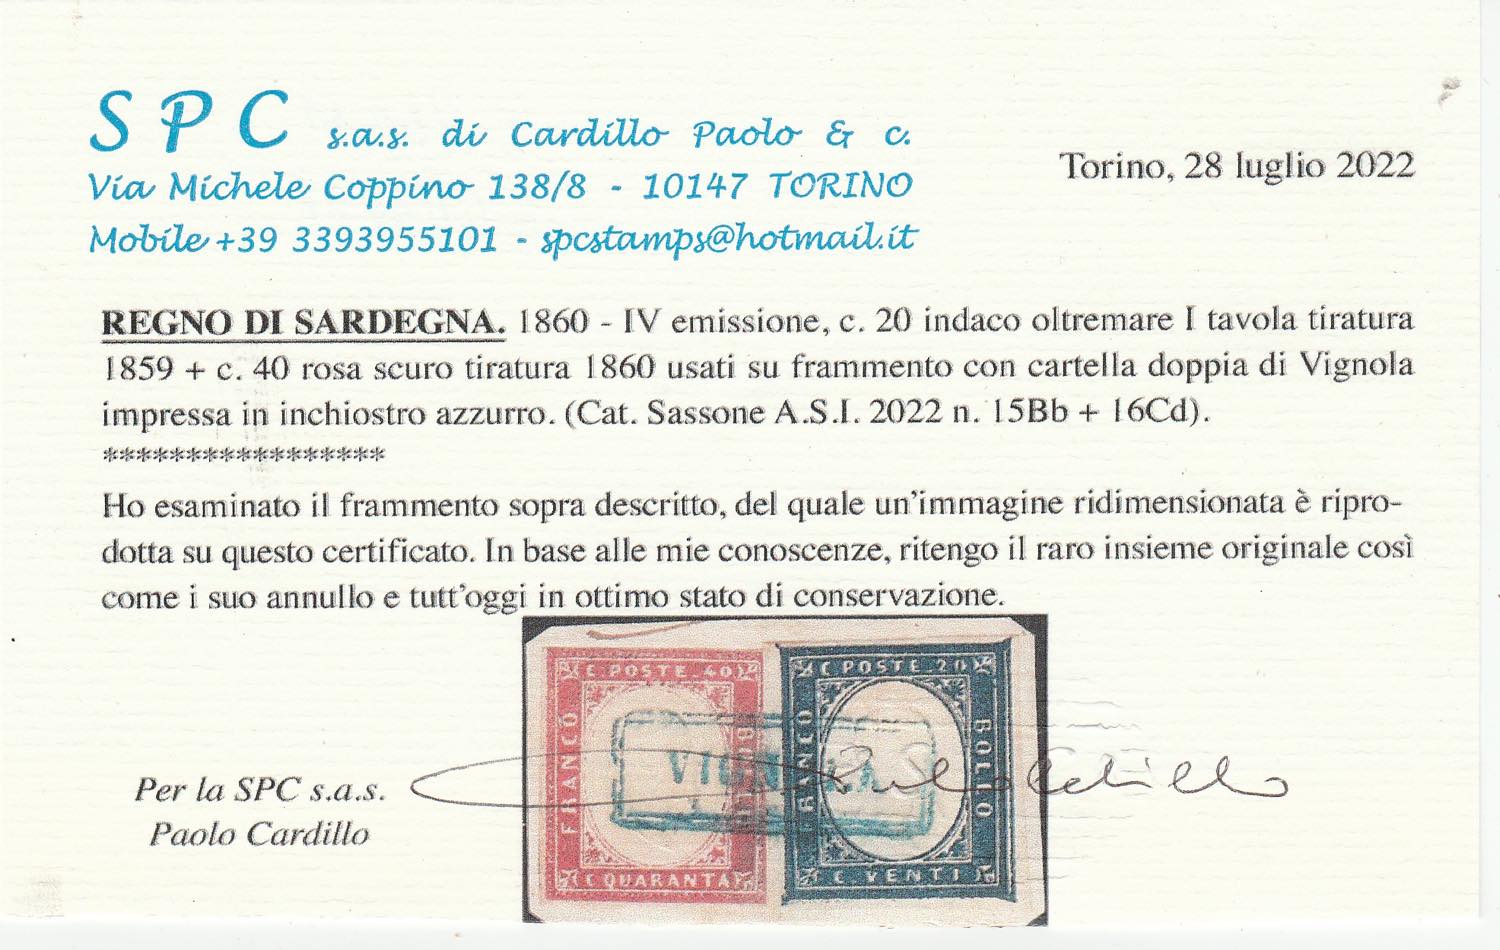 S P C s.a.s. di Cardillo Paolo & c.
Via Michele Coppino 138/8 - 10147 TORINO
Mobile +39 3393955101 - spcstamps@hotmail.it
Torino, 28 luglio 2022
REGNO DI SARDEGNA. 1860 - IV emissione, c. 20 indaco oltremare I tavola tiratura
1859 + c. 40 rosa scuro tiratura 1860 usati su frammento con cartella doppia di Vignola
impressa in inchiostro azzurro. (Cat. Sassone A.S.I. 2022 n. 15Bb + 16Cd).
*****************
Ho esaminato il frammento sopra descritto, del quale un'immagine ridimensionata è ripro-
dotta su questo certificato. In base alle mie conoscenze, ritengo il raro insieme originale così
come i suo annullo e tutt'oggi in ottimo stato di conservazione.
C POSTE 40
FRANCO
BOLLO
C QUARANTA
C POSTE 20
FRANCO
BOLLO
C VENTI
VIGNOLA
Per la SPC s.a.s.
Paolo Cardillo